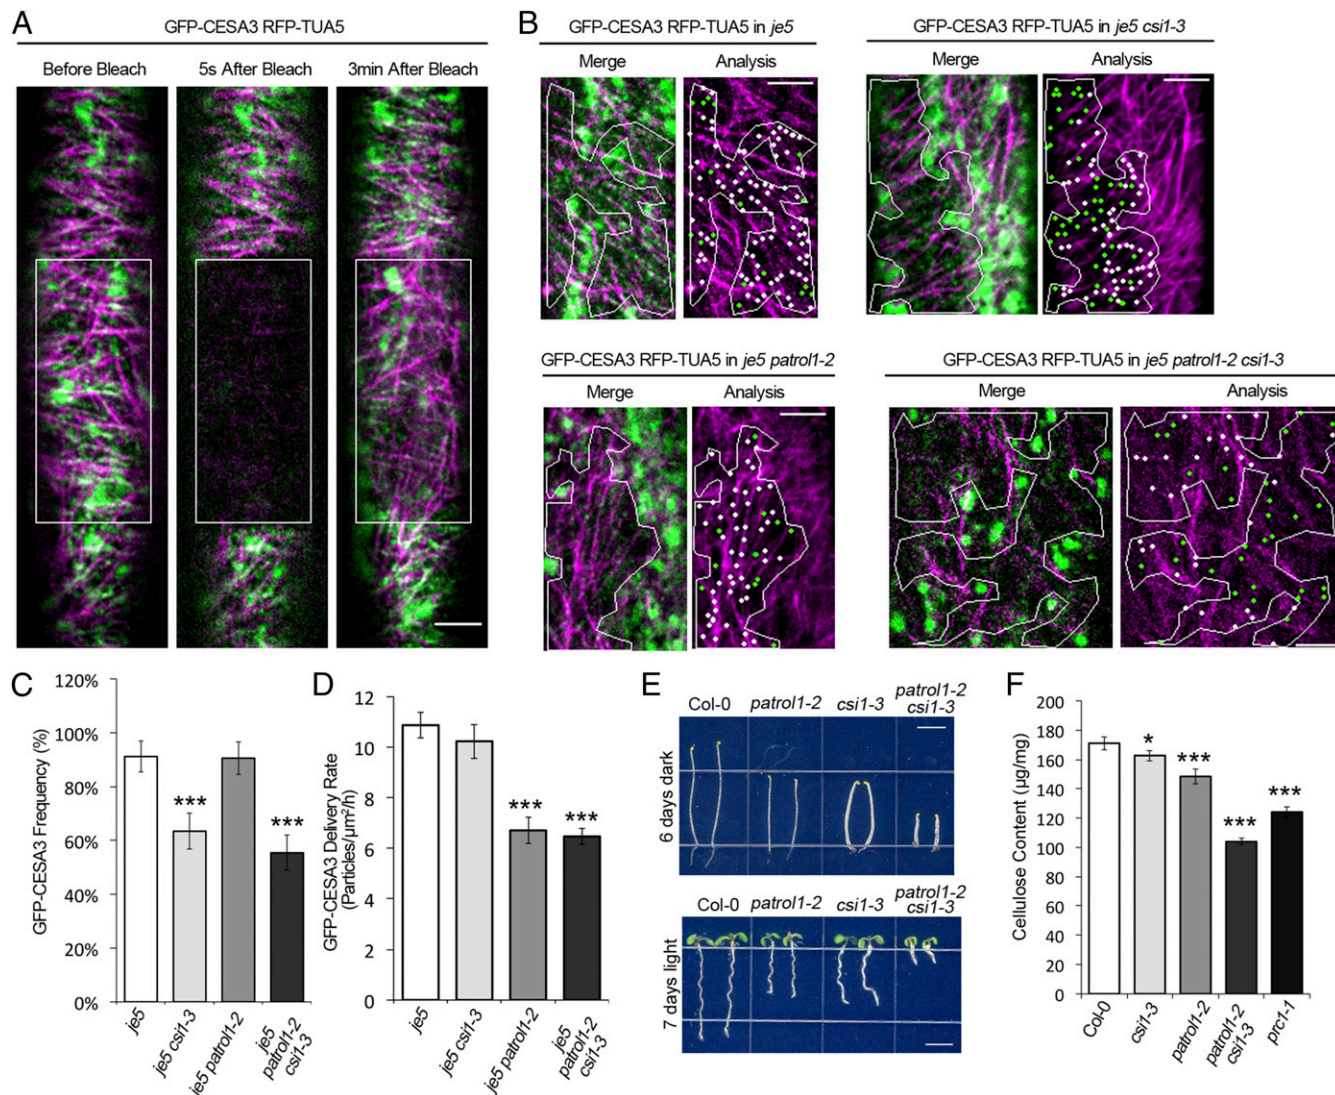 A
GFP-CESA3 RFP-TUA5
Before Bleach
5s After Bleach
3min After Bleach
B
GFP-CESA3 RFP-TUA5 in je5
Merge
Analysis
GFP-CESA3 RFP-TUA5 in je5 csi1-3
Merge
Analysis
GFP-CESA3 RFP-TUA5 in je5 patrol1-2
Merge
Analysis
GFP-CESA3 RFP-TUA5 in je5 patrol1-2 csi1-3
Merge
Analysis
C
GFP-CESA3 Frequency (%)
120%
100%
80%
60%
40%
20%
0%
***
***
je5
je5 csi1-3
je5 patrol1-2
je5
patrol1-2
csi1-3
D
GFP-CESA3 Delivery Rate
(Particles/µm²/h)
12
10
8
6
4
2
0
***
***
je5
je5 csi1-3
je5 patrol1-2
je5
patrol1-2
csi1-3
E
Col-0
patrol1-2
csi1-3
patrol1-2
csi1-3
6 days dark
Col-0
patrol1-2
csi1-3
patrol1-2
csi1-3
7 days light
F
Cellulose Content (µg/mg)
200
180
160
140
120
100
80
60
40
20
0
*
***
***
***
Col-0
csi1-3
patrol1-2
patrol1-2
csi1-3
prc1-1